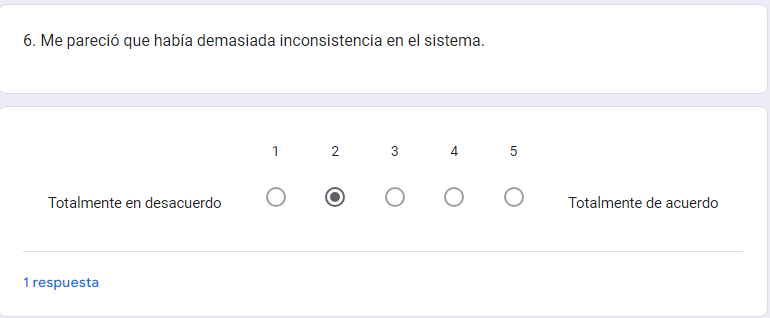 6. Me pareció que había demasiada inconsistencia en el sistema.
1 2 3 4 5
Totalmente en desacuerdo Totalmente de acuerdo
1 respuesta